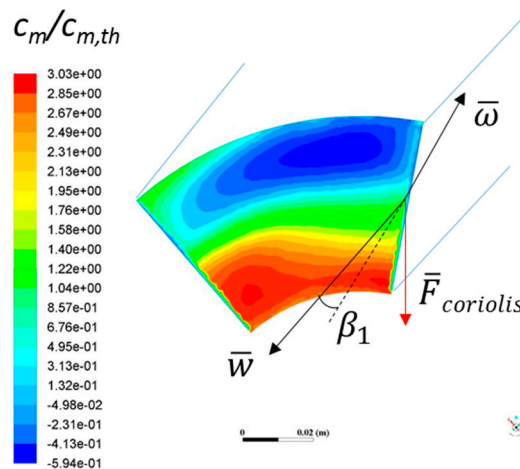 c_m/c_{m,th}
3.03e+00
2.85e+00
2.67e+00
2.49e+00
2.31e+00
2.13e+00
1.95e+00
1.76e+00
1.58e+00
1.40e+00
1.22e+00
1.04e+00
8.57e-01
6.76e-01
4.95e-01
3.13e-01
1.32e-01
-4.98e-02
-2.31e-01
-4.13e-01
-5.94e-01
ω̅
F̅_{coriolis}
β_1
w̅
0 0.02 (m)